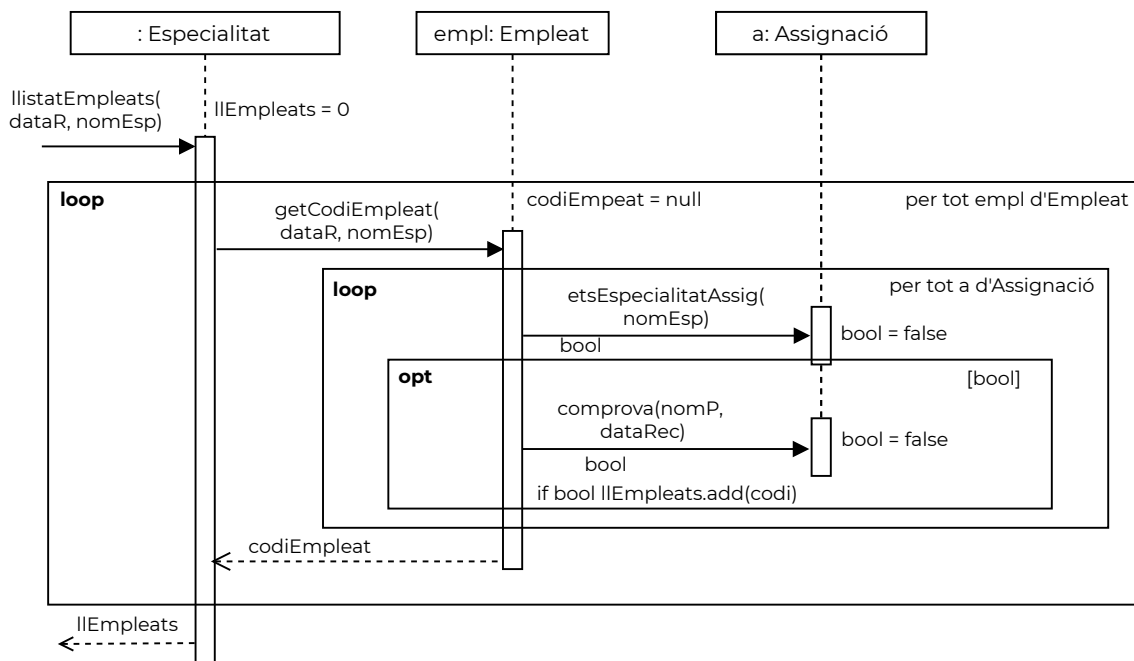 : Especialitat
empl: Empleat
a: Assignació
llistatEmpleats(
dataR, nomEsp)
llEmpleats = 0
loop
codiEmpeat = null
per tot empl d'Empleat
getCodiEmpleat(
dataR, nomEsp)
loop
per tot a d'Assignació
etsEspecialitatAssig(
nomEsp)
bool
bool = false
opt
[bool]
comprova(nomP,
dataRec)
bool
bool = false
if bool llEmpleats.add(codi)
codiEmpleat
llEmpleats